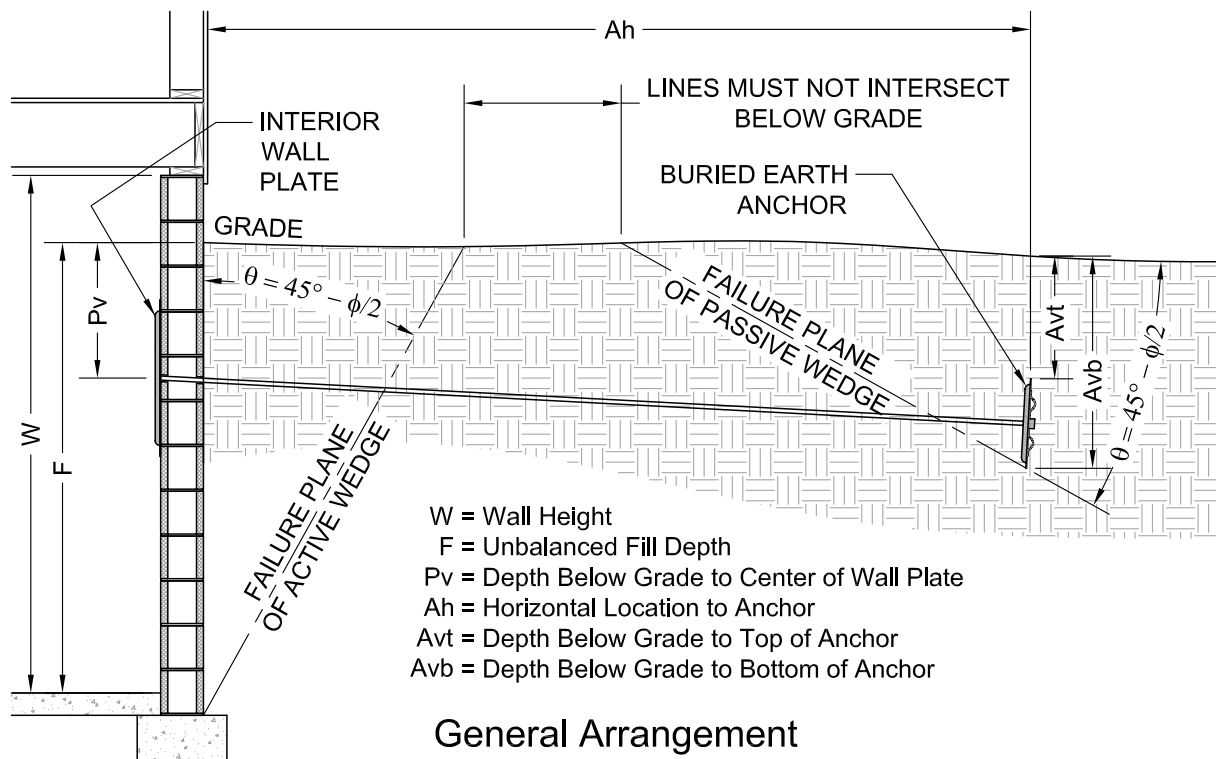 Ah
LINES MUST NOT INTERSECT
BELOW GRADE
INTERIOR
WALL
PLATE
BURIED EARTH
ANCHOR
GRADE
θ = 45° – ϕ/2
FAILURE PLANE
OF PASSIVE WEDGE
Pv
Avt
Avb
θ = 45° – ϕ/2
W
F
FAILURE PLANE
OF ACTIVE WEDGE
W = Wall Height
F = Unbalanced Fill Depth
Pv = Depth Below Grade to Center of Wall Plate
Ah = Horizontal Location to Anchor
Avt = Depth Below Grade to Top of Anchor
Avb = Depth Below Grade to Bottom of Anchor
General Arrangement